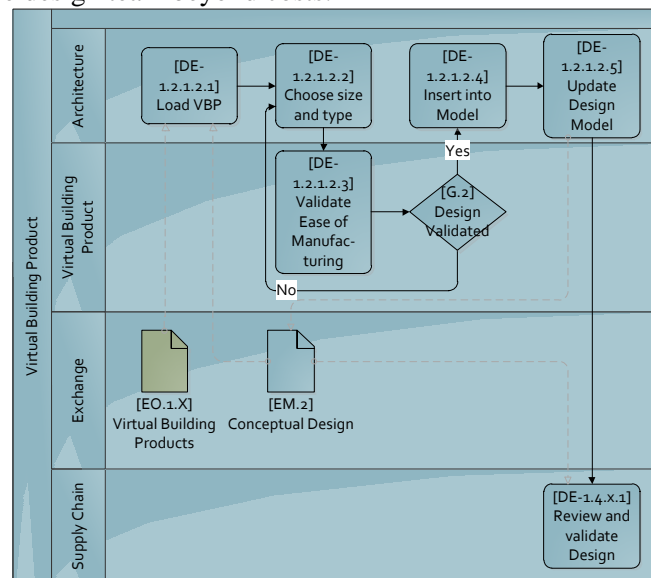 Virtual Building Product
Architecture
[DE-
1.2.1.2.1]
Load VBP
[DE-
1.2.1.2.2]
Choose size
and type
[DE-
1.2.1.2.4]
Insert into
Model
[DE-
1.2.1.2.5]
Update
Design
Model
Virtual Building
Product
[DE-
1.2.1.2.3]
Validate
Ease of
Manufac-
turing
[G.2]
Design
Validated
Yes
No
Exchange
[EO.1.X]
Virtual Building
Products
[EM.2]
Conceptual Design
Supply Chain
[DE-1.4.x.1]
Review and
validate
Design